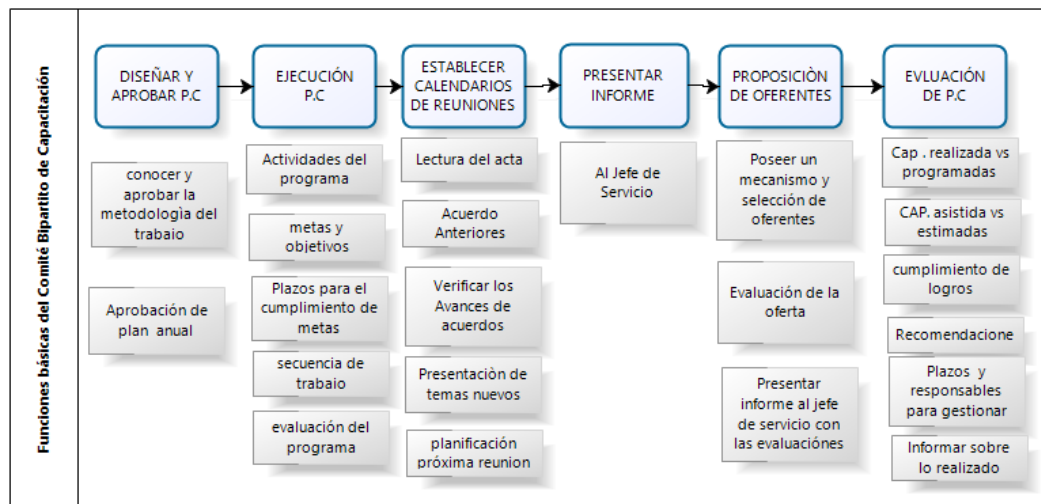 Funciones básicas del Comité Bipartito de Capacitación
DISEÑAR Y
APROBAR P.C
EJECUCIÓN
P.C
ESTABLECER
CALENDARIOS
DE REUNIONES
PRESENTAR
INFORME
PROPOSICIÒN
DE OFERENTES
EVLUACIÓN
DE P.C
conocer y
aprobar la
metodologìa del
trabaio
Aprobación de
plan anual
Actividades del
programa
metas y
objetivos
Plazos para el
cumplimiento de
metas
secuencia de
trabaio
evaluación del
programa
Lectura del acta
Acuerdo
Anteriores
Verificar los
Avances de
acuerdos
Presentaciòn de
temas nuevos
planificación
próxima reunion
Al Jefe de
Servicio
Poseer un
mecanismo y
selección de
oferentes
Evaluación de la
oferta
Presentar
informe al jefe
de servicio con
las evaluaciónes
Cap . realizada vs
programadas
CAP. asistida vs
estimadas
cumplimiento de
logros
Recomendacione
Plazos y
responsables
para gestionar
Informar sobre
lo realizado